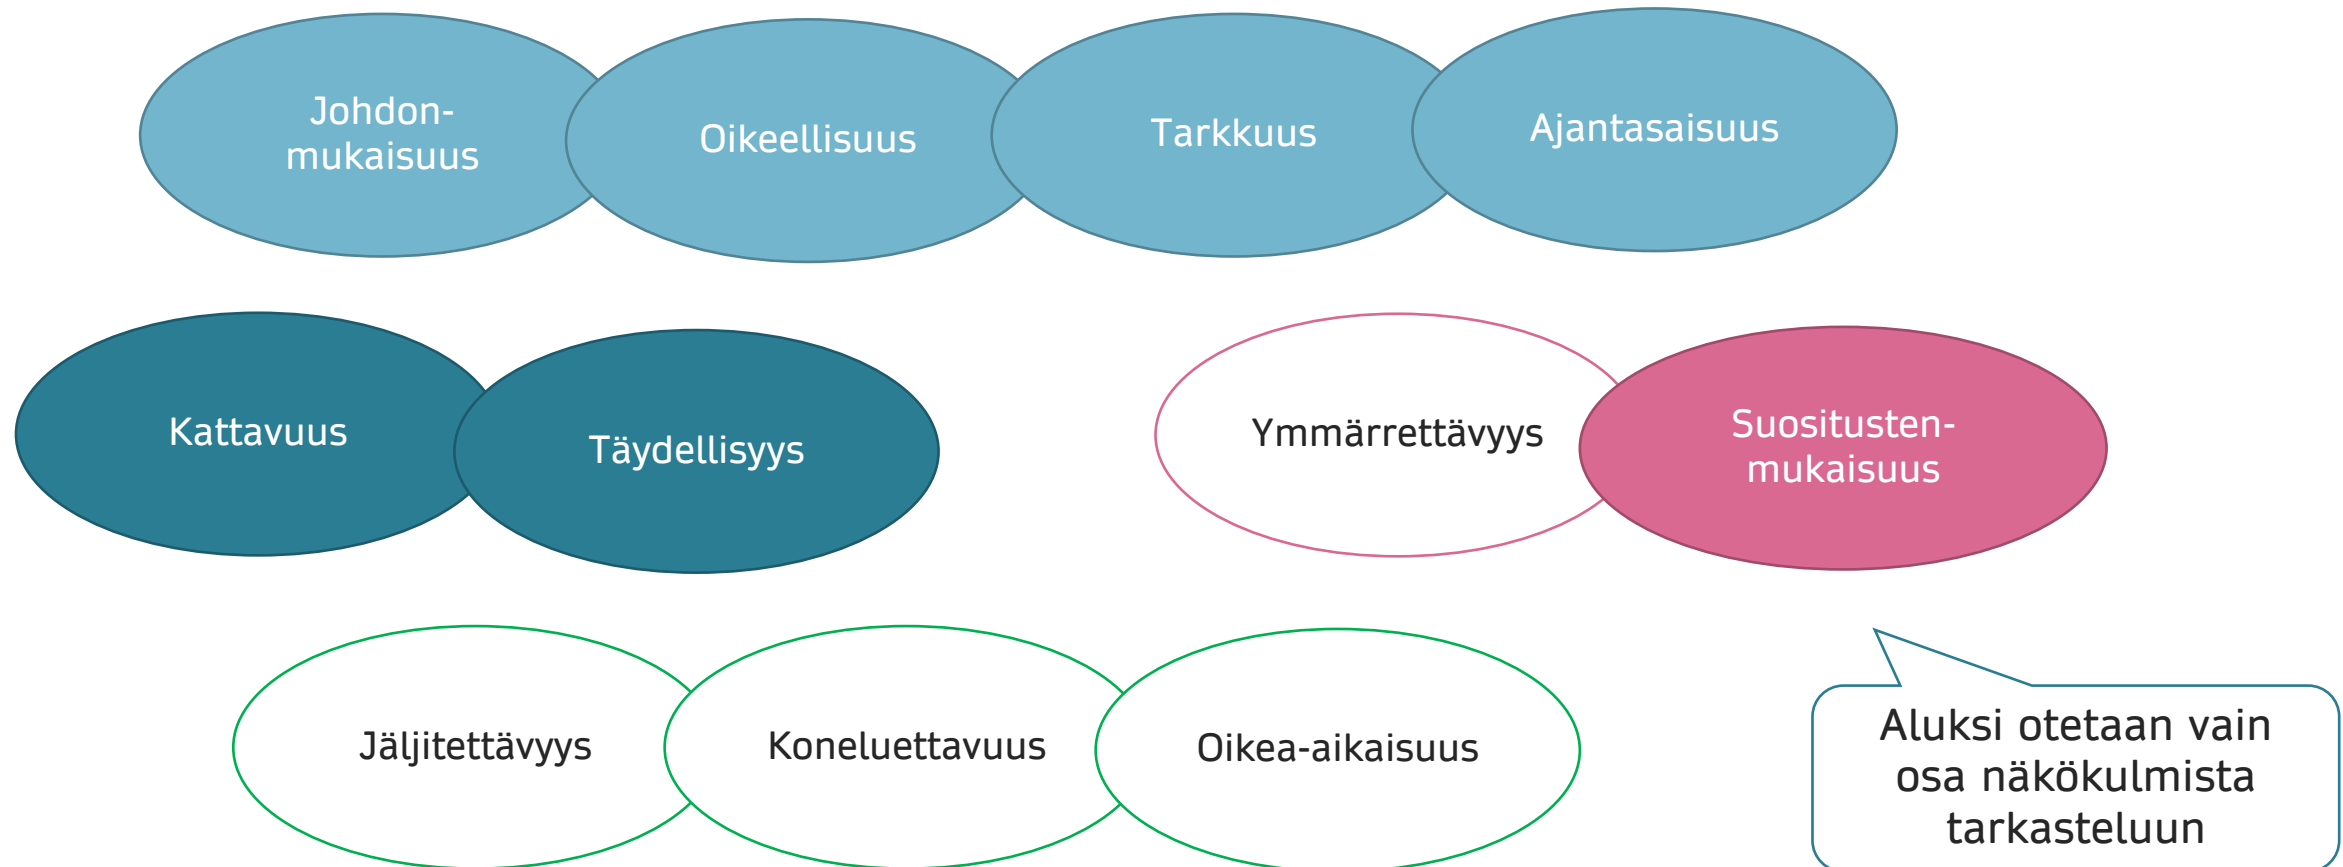 Johdon-
mukaisuus
Oikeellisuus
Tarkkuus
Ajantasaisuus
Kattavuus
Täydellisyys
Ymmärrettävyys
Suositusten-
mukaisuus
Jäljitettävyys
Koneluettavuus
Oikea-aikaisuus
Aluksi otetaan vain
osa näkökulmista
tarkasteluun